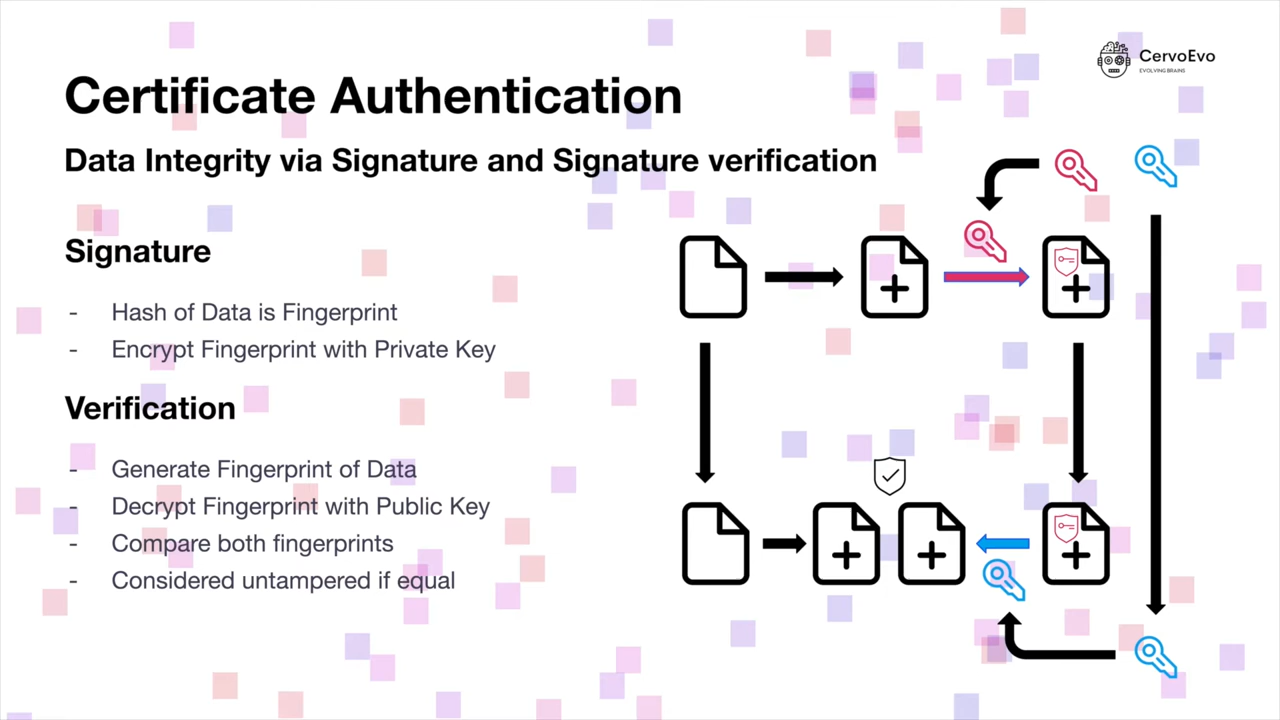 CervoEvo
EVOLVING BRAINS
Certificate Authentication
Data Integrity via Signature and Signature verification
Signature
- Hash of Data is Fingerprint
- Encrypt Fingerprint with Private Key
Verification
- Generate Fingerprint of Data
- Decrypt Fingerprint with Public Key
- Compare both fingerprints
- Considered untampered if equal